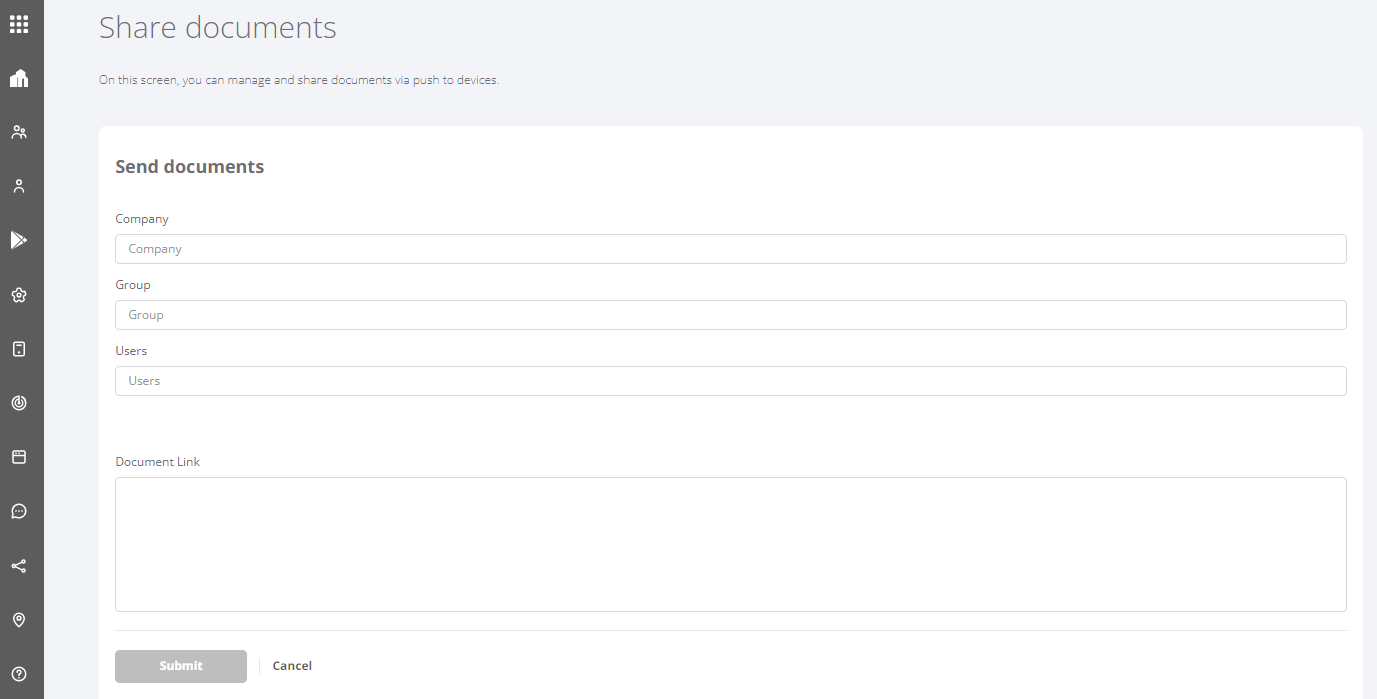 Share documents
On this screen, you can manage and share documents via push to devices.
Send documents
Company
Company
Group
Group
Users
Users
Document Link
Submit
Cancel